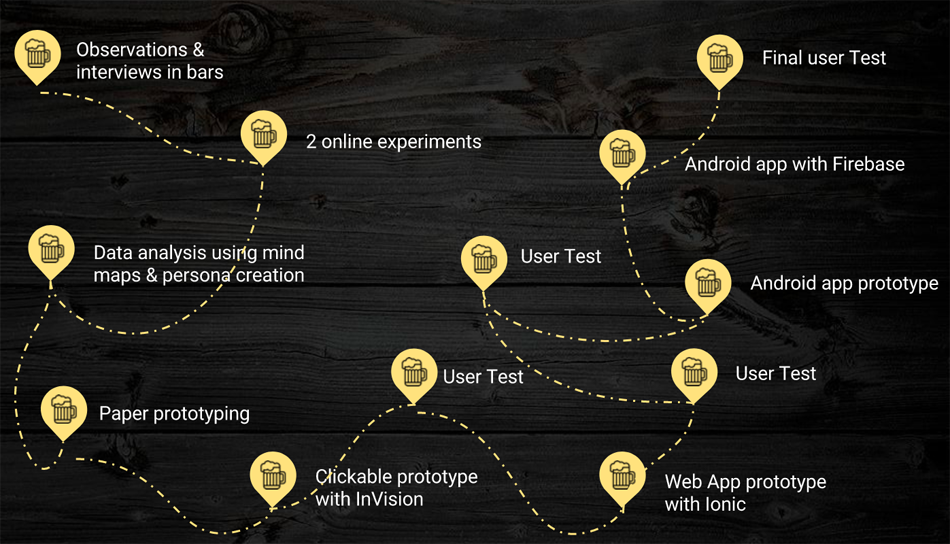 Observations &
interviews in bars
2 online experiments
Data analysis using mind
maps & persona creation
Paper prototyping
Clickable prototype
with InVision
User Test
Web App prototype
with Ionic
User Test
User Test
Android app prototype
Android app with Firebase
Final user Test